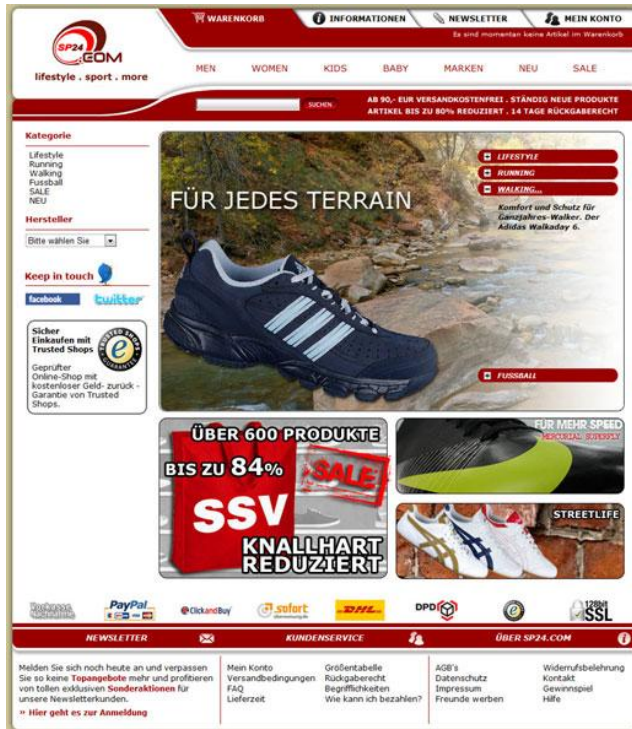 SP24
.COM
lifestyle . sport . more
WARENKORB
INFORMATIONEN
NEWSLETTER
MEIN KONTO
Es sind momentan keine Artikel im Warenkorb
MEN WOMEN KIDS BABY MARKEN NEU SALE
SUCHEN
AB 90,- EUR VERSANDKOSTENFREI . STÄNDIG NEUE PRODUKTE
ARTIKEL BIS ZU 80% REDUZIERT . 14 TAGE RÜCKGABERECHT
Kategorie
Lifestyle
Running
Walking
Fussball
SALE
NEU
Hersteller
Bitte wählen Sie
Keep in touch
facebook twitter
Sicher
Einkaufen mit
Trusted Shops
TRUSTED SHOPS
GUARANTEE
Geprüfter
Online-Shop mit
kostenloser Geld- zurück -
Garantie von Trusted
Shops.
FÜR JEDES TERRAIN
LIFESTYLE
RUNNING
WALKING...
Komfort und Schutz für
Ganzjahres-Walker. Der
Adidas Walkaday 6.
FUSSBALL
ÜBER 600 PRODUKTE
BIS ZU 84%
SALE
SSV
KNALLHART
REDUZIERT
FÜR MEHR SPEED
MERCURIAL SUPERFLY
STREETLIFE
Vorkasse
PayPal
ClickandBuy
sofort
DHL
DPD
128bit
SSL
NEWSLETTER
KUNDENSERVICE
ÜBER SP24.COM
Melden Sie sich noch heute an und verpassen
Sie so keine Topangebote mehr und profitieren
von tollen exklusiven Sonderaktionen für
unsere Newsletterkunden.
» Hier geht es zur Anmeldung
Mein Konto
Versandbedingungen
FAQ
Lieferzeit
Größentabelle
Rückgaberecht
Begrifflichkeiten
Wie kann ich bezahlen?
AGB's
Datenschutz
Impressum
Freunde werben
Widerrufsbelehrung
Kontakt
Gewinnspiel
Hilfe